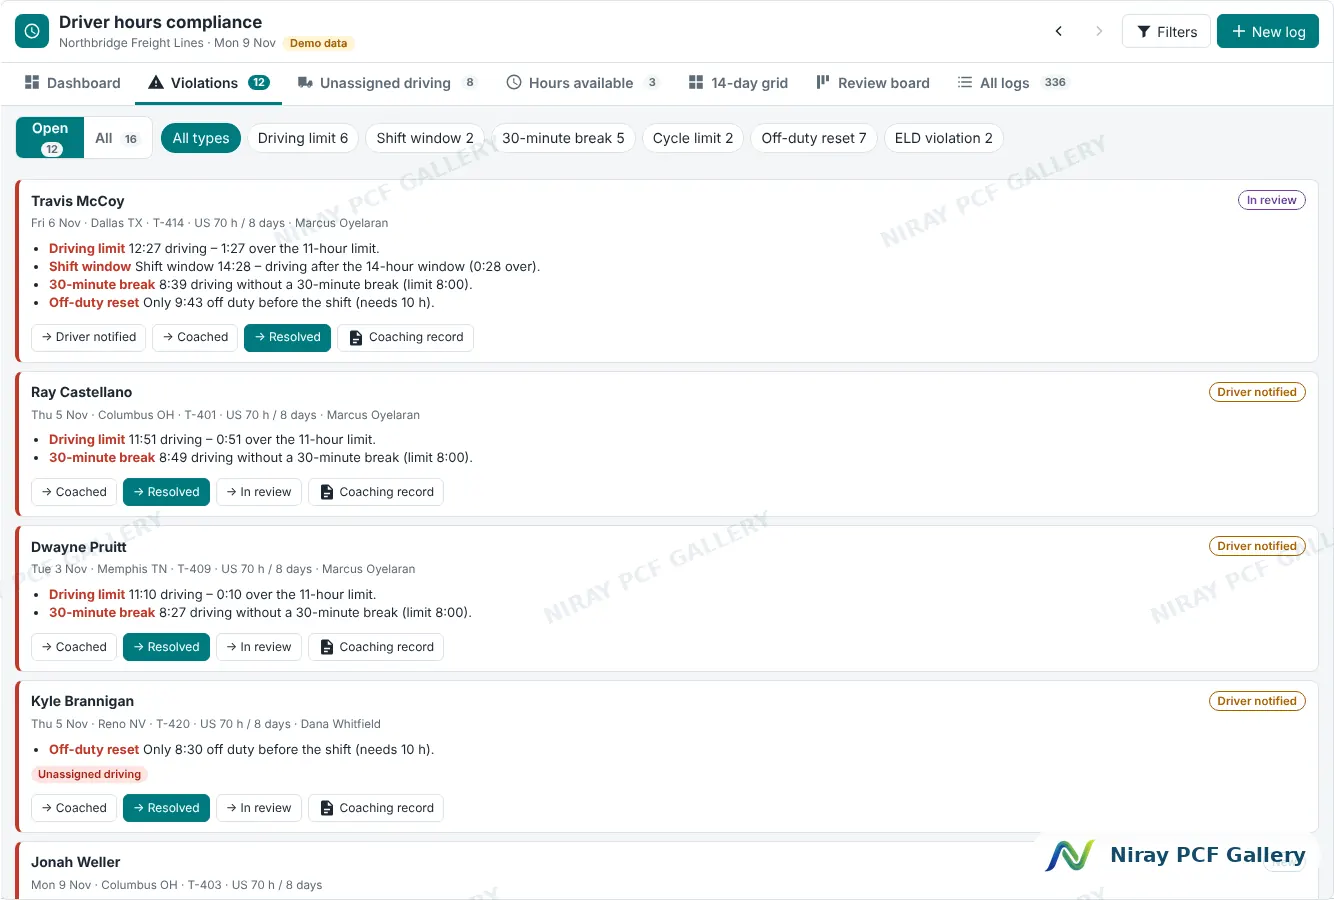 Driver hours compliance
Northbridge Freight Lines · Mon 9 Nov Demo data
Filters
+ New log
Dashboard
Violations 12
Unassigned driving 8
Hours available 3
14-day grid
Review board
All logs 336
Open 12
All 16
All types
Driving limit 6
Shift window 2
30-minute break 5
Cycle limit 2
Off-duty reset 7
ELD violation 2
Travis McCoy
In review
Fri 6 Nov · Dallas TX · T-414 · US 70 h / 8 days · Marcus Oyelaran
• Driving limit 12:27 driving – 1:27 over the 11-hour limit.
• Shift window Shift window 14:28 – driving after the 14-hour window (0:28 over).
• 30-minute break 8:39 driving without a 30-minute break (limit 8:00).
• Off-duty reset Only 9:43 off duty before the shift (needs 10 h).
→ Driver notified → Coached → Resolved Coaching record
Ray Castellano
Driver notified
Thu 5 Nov · Columbus OH · T-401 · US 70 h / 8 days · Marcus Oyelaran
• Driving limit 11:51 driving – 0:51 over the 11-hour limit.
• 30-minute break 8:49 driving without a 30-minute break (limit 8:00).
→ Coached → Resolved → In review Coaching record
Dwayne Pruitt
Driver notified
Tue 3 Nov · Memphis TN · T-409 · US 70 h / 8 days · Marcus Oyelaran
• Driving limit 11:10 driving – 0:10 over the 11-hour limit.
• 30-minute break 8:27 driving without a 30-minute break (limit 8:00).
→ Coached → Resolved → In review Coaching record
Kyle Brannigan
Driver notified
Thu 5 Nov · Reno NV · T-420 · US 70 h / 8 days · Dana Whitfield
• Off-duty reset Only 8:30 off duty before the shift (needs 10 h).
Unassigned driving
→ Coached → Resolved → In review Coaching record
Jonah Weller
Mon 9 Nov · Columbus OH · T-403 · US 70 h / 8 days
NIRAY PCF GALLERY
NIRAY PCF GALLERY
PCF GALLERY
NIRAY PCF GALLERY
NIRAY PCF GALL
Niray PCF Gallery